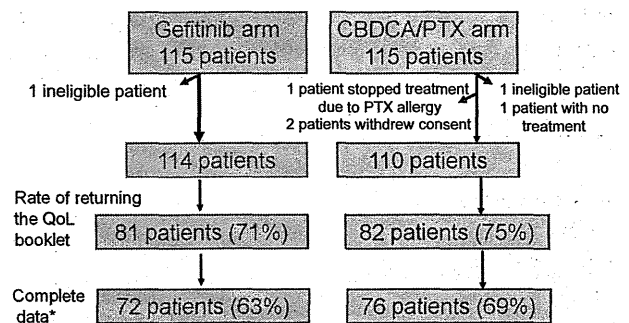 Gefitinib arm
115 patients
CBDCA/PTX arm
115 patients
1 ineligible patient
1 patient stopped treatment
due to PTX allergy
2 patients withdrew consent
1 ineligible patient
1 patient with no
treatment
114 patients
110 patients
Rate of returning
the QoL
booklet
81 patients (71%)
82 patients (75%)
Complete
data*
72 patients (63%)
76 patients (69%)